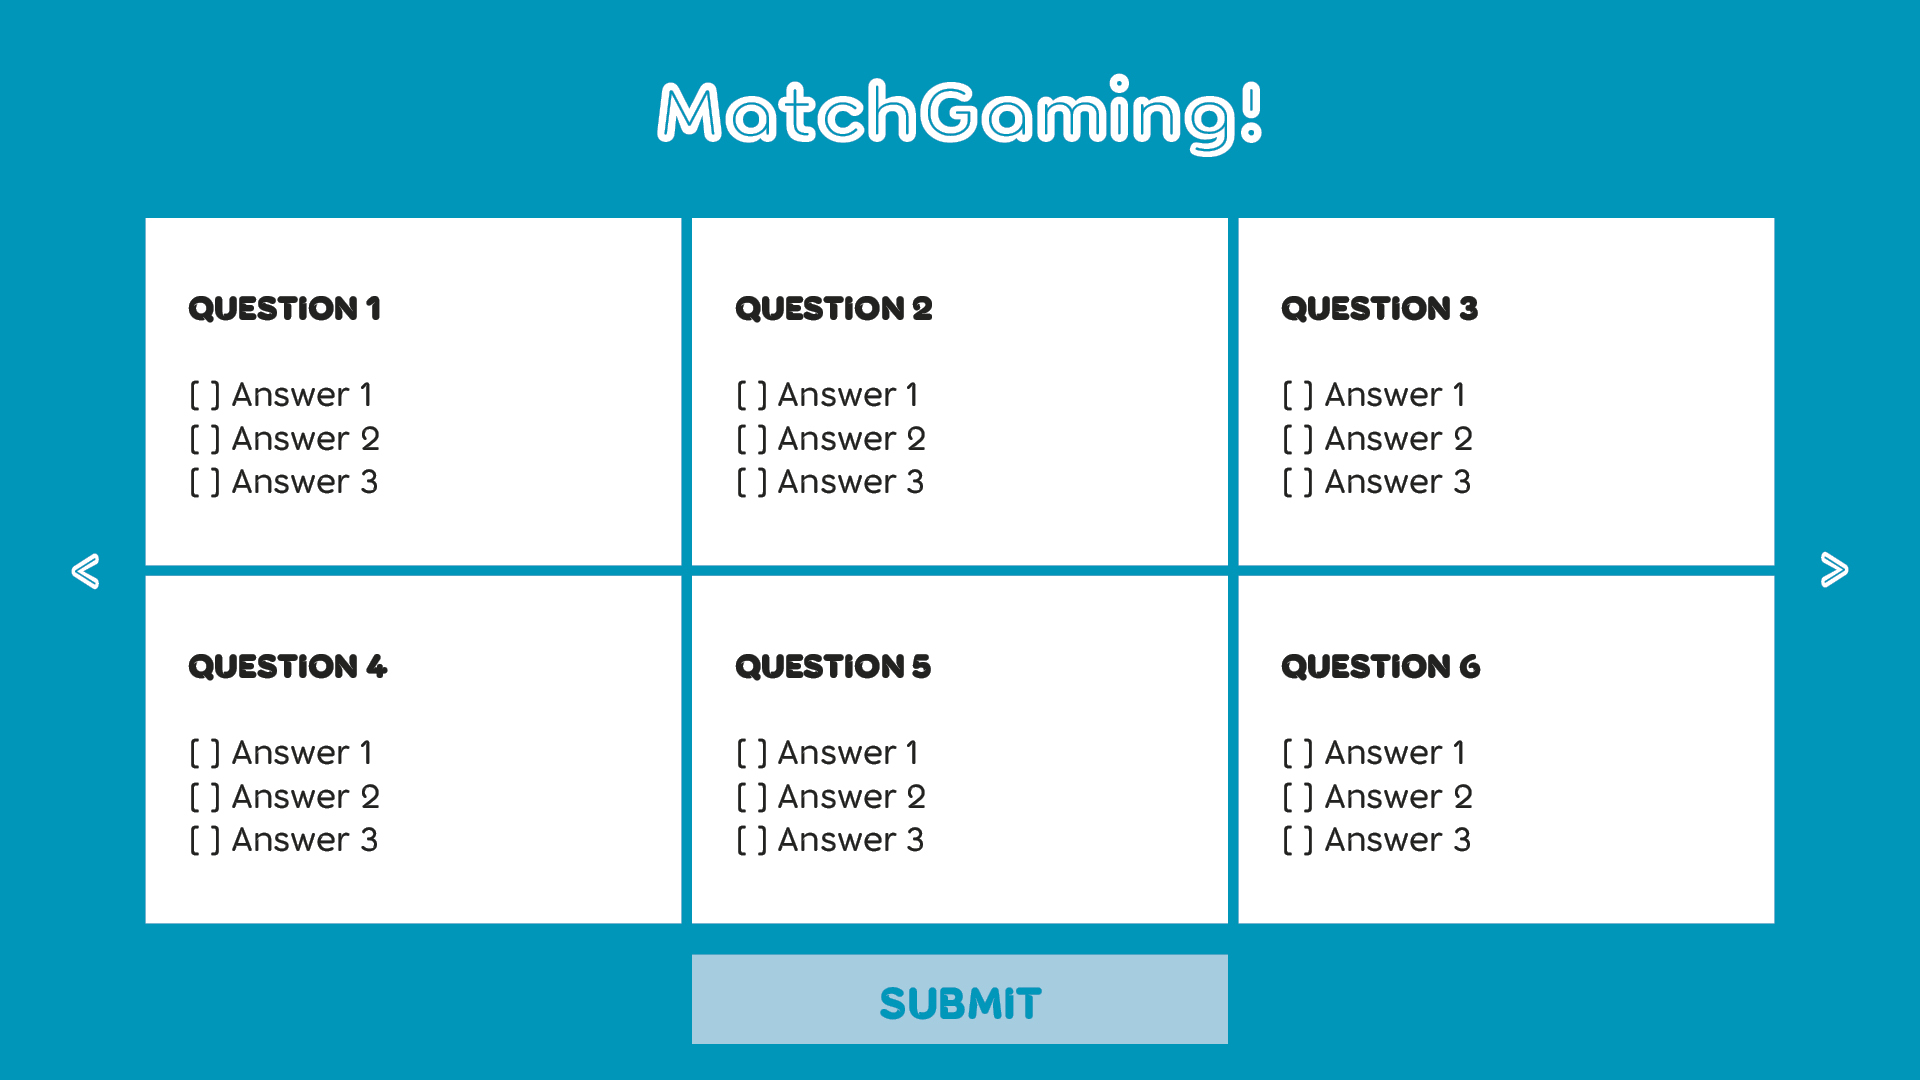 MatchGaming!
QUESTION 1
[ ] Answer 1
[ ] Answer 2
[ ] Answer 3
QUESTION 2
[ ] Answer 1
[ ] Answer 2
[ ] Answer 3
QUESTION 3
[ ] Answer 1
[ ] Answer 2
[ ] Answer 3
<
>
QUESTION 4
[ ] Answer 1
[ ] Answer 2
[ ] Answer 3
QUESTION 5
[ ] Answer 1
[ ] Answer 2
[ ] Answer 3
QUESTION 6
[ ] Answer 1
[ ] Answer 2
[ ] Answer 3
SUBMIT